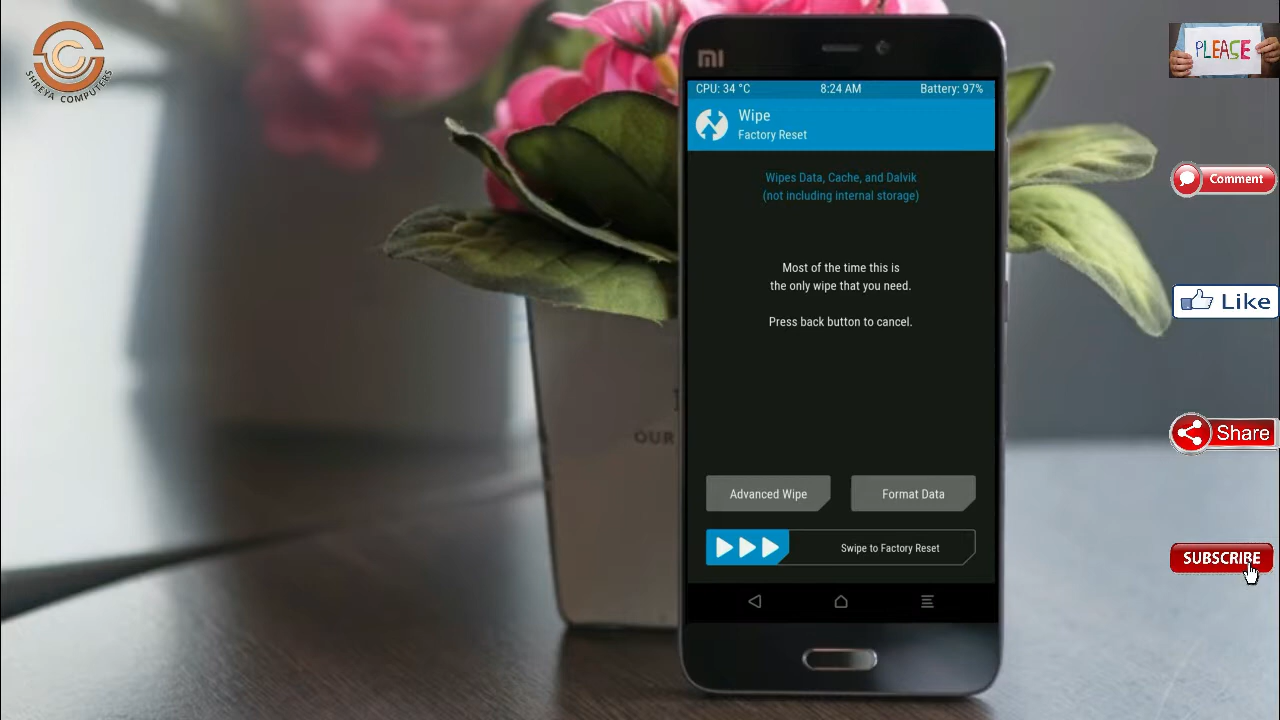 SHREYA COMPUTERS
PLEASE
mi
CPU: 34 °C 8:24 AM Battery: 97%
Wipe
Factory Reset
Wipes Data, Cache, and Dalvik
(not including internal storage)
Most of the time this is
the only wipe that you need.
Press back button to cancel.
Advanced Wipe
Format Data
Swipe to Factory Reset
OUR
Comment
Like
Share
SUBSCRIBE